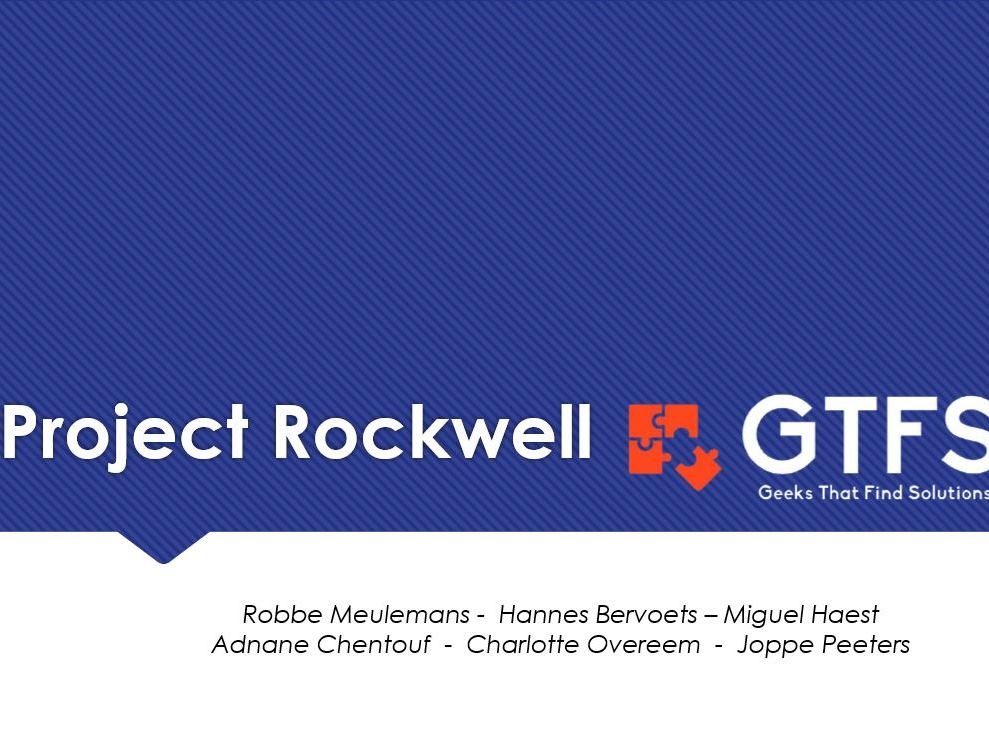 Project Rockwell
GTFS
Geeks That Find Solutions
Robbe Meulemans - Hannes Bervoets – Miguel Haest
Adnane Chentouf - Charlotte Overeem - Joppe Peeters